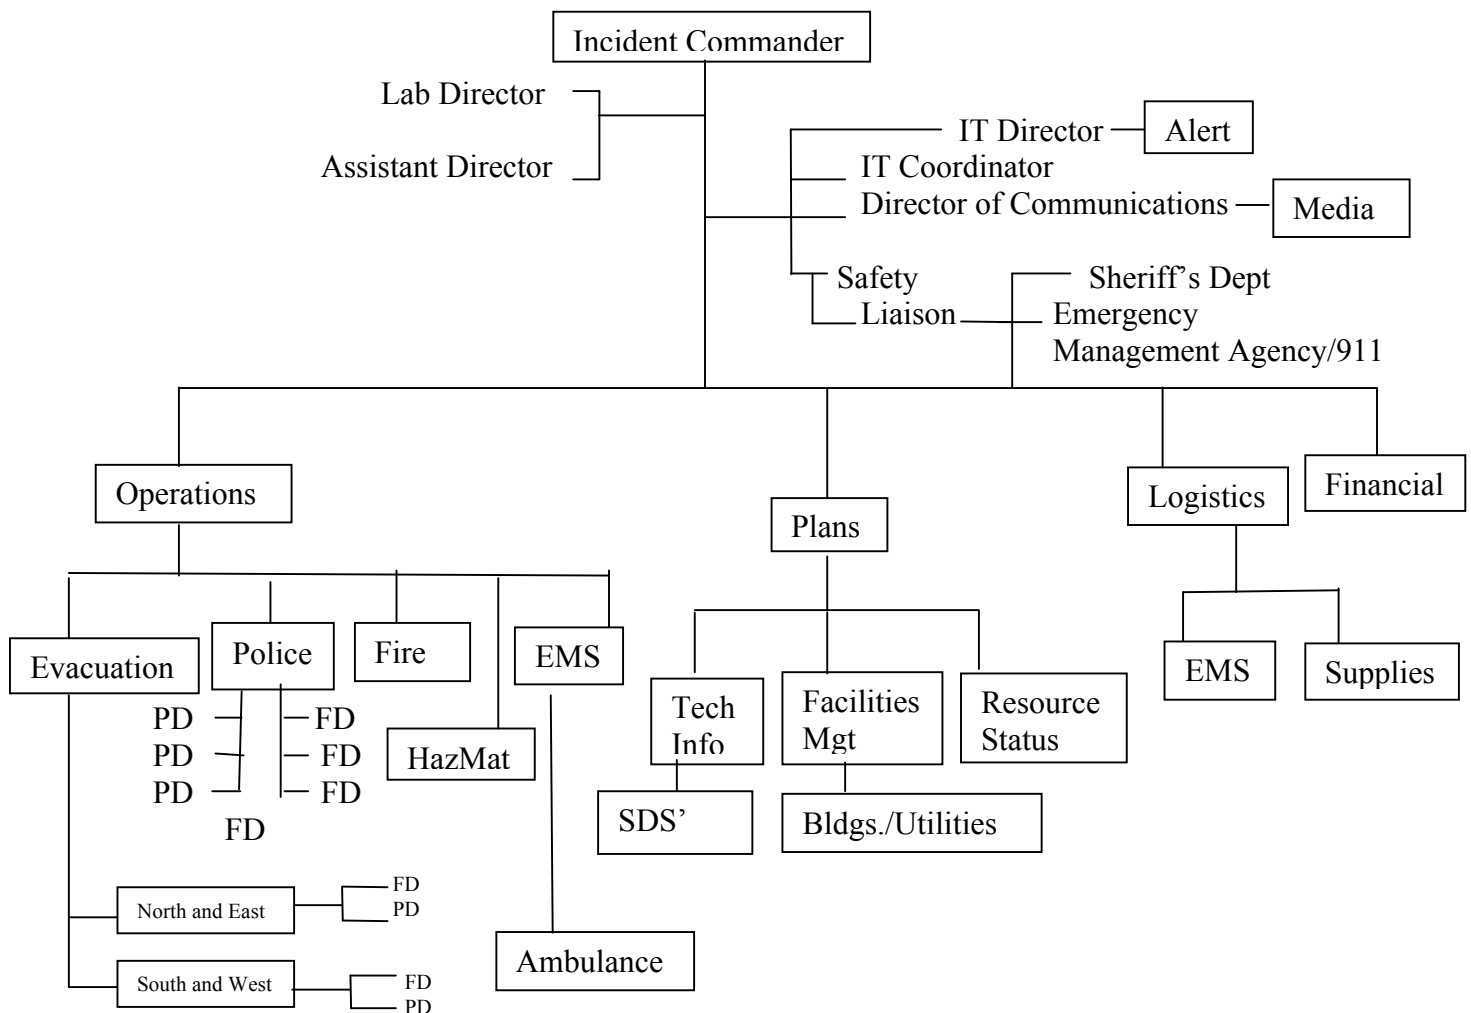 Incident Commander
Lab Director
Assistant Director
IT Director
Alert
IT Coordinator
Director of Communications
Media
Safety
Liaison
Sheriff’s Dept
Emergency
Management Agency/911
Operations
Plans
Logistics
Financial
Evacuation
Police
Fire
EMS
HazMat
PD
FD
PD
FD
PD
FD
FD
Tech
Info
Facilities
Mgt
Resource
Status
EMS
Supplies
SDS’
Bldgs./Utilities
North and East
FD
PD
South and West
FD
PD
Ambulance